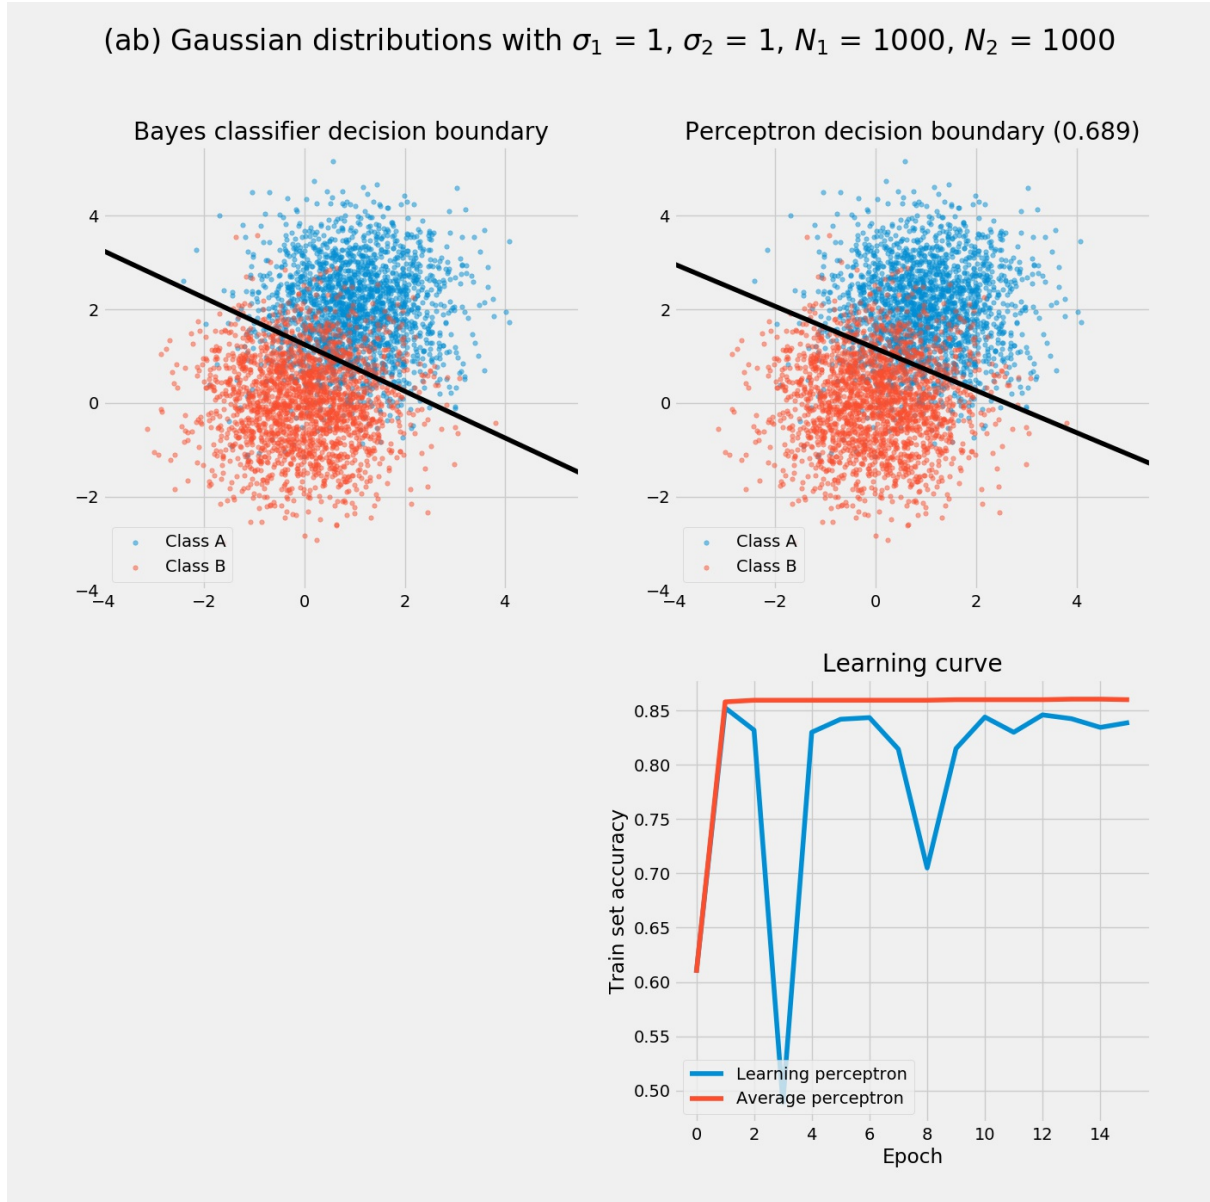 (ab) Gaussian distributions with σ₁ = 1, σ₂ = 1, N₁ = 1000, N₂ = 1000
Bayes classifier decision boundary
4
2
0
−2
−4
−4 −2 0 2 4
Class A
Class B
Perceptron decision boundary (0.689)
4
2
0
−2
−4
−4 −2 0 2 4
Class A
Class B
Learning curve
Train set accuracy
0.85
0.80
0.75
0.70
0.65
0.60
0.55
0.50
Learning perceptron
Average perceptron
0 2 4 6 8 10 12 14
Epoch